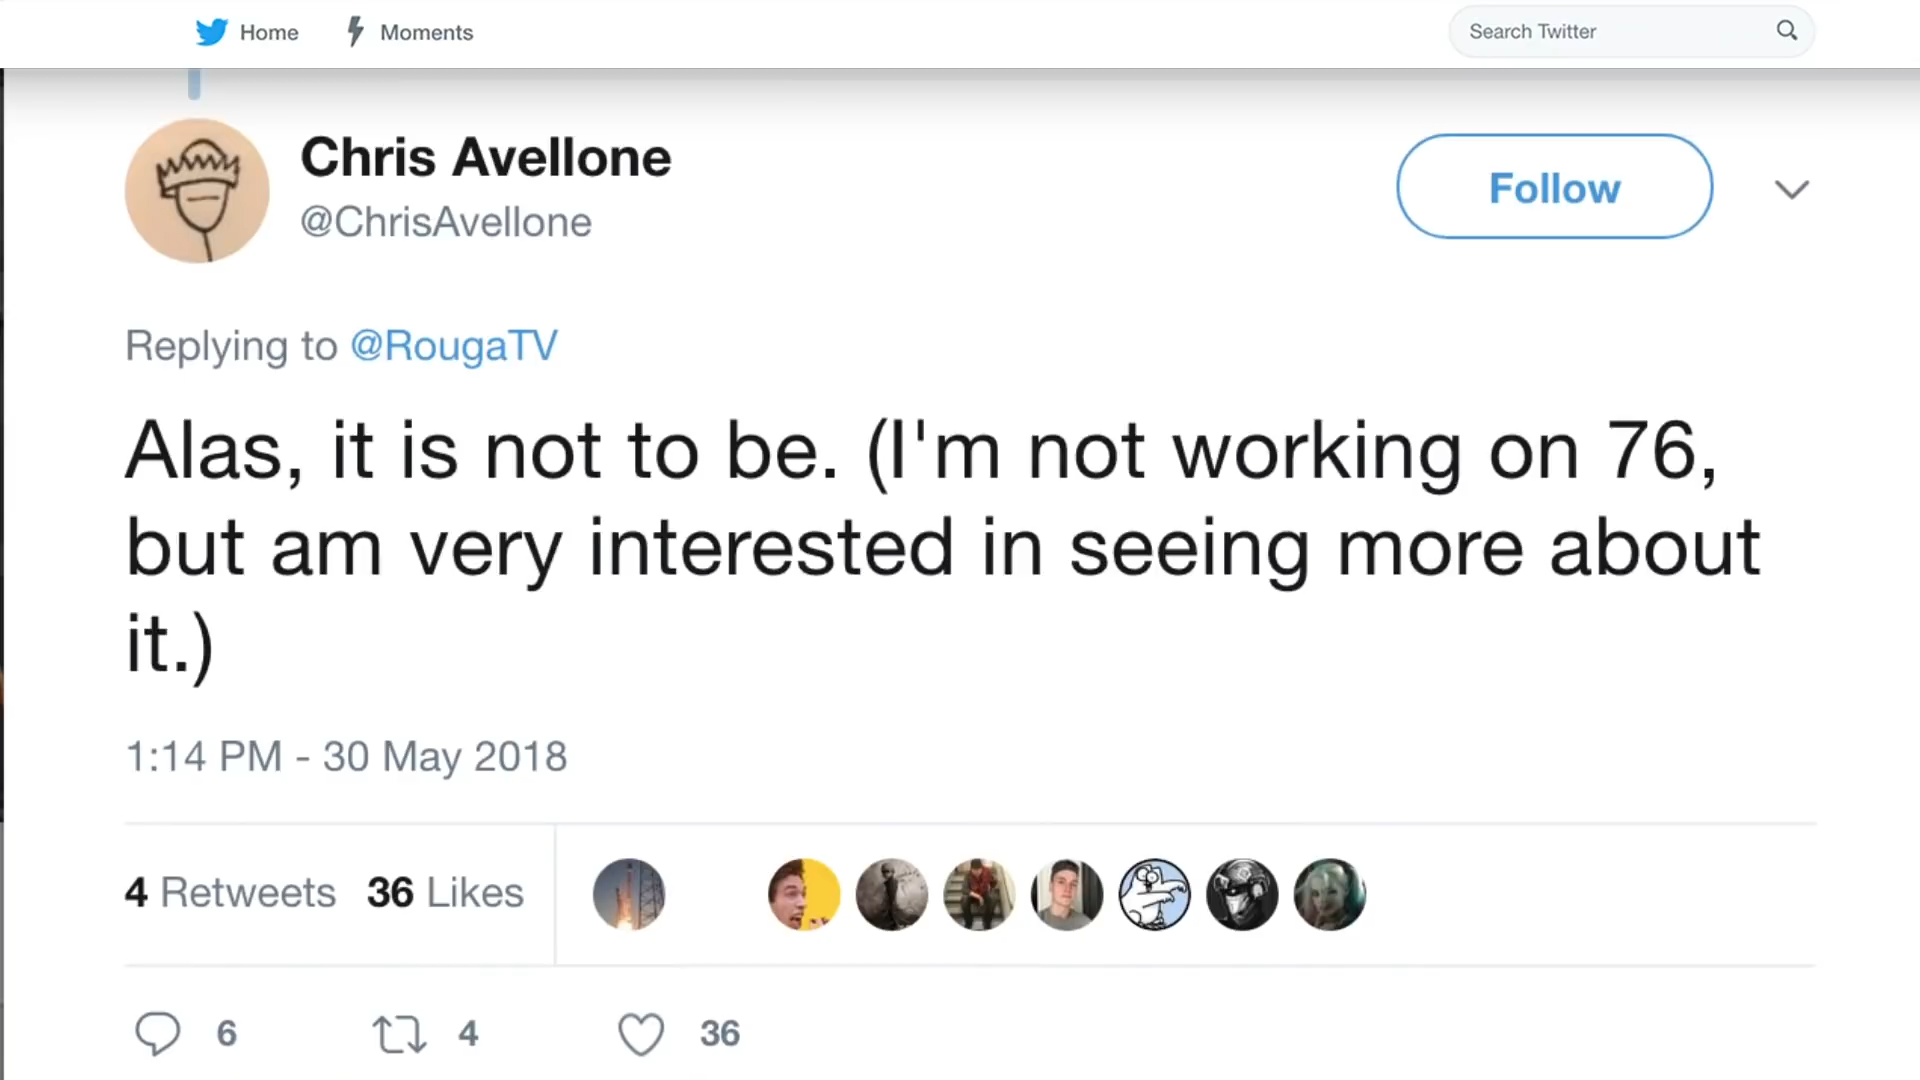 Home
Moments
Search Twitter
Chris Avellone
Follow
@ChrisAvellone
Replying to @RougaTV
Alas, it is not to be. (I'm not working on 76,
but am very interested in seeing more about
it.)
1:14 PM - 30 May 2018
4 Retweets 36 Likes
6 4 36